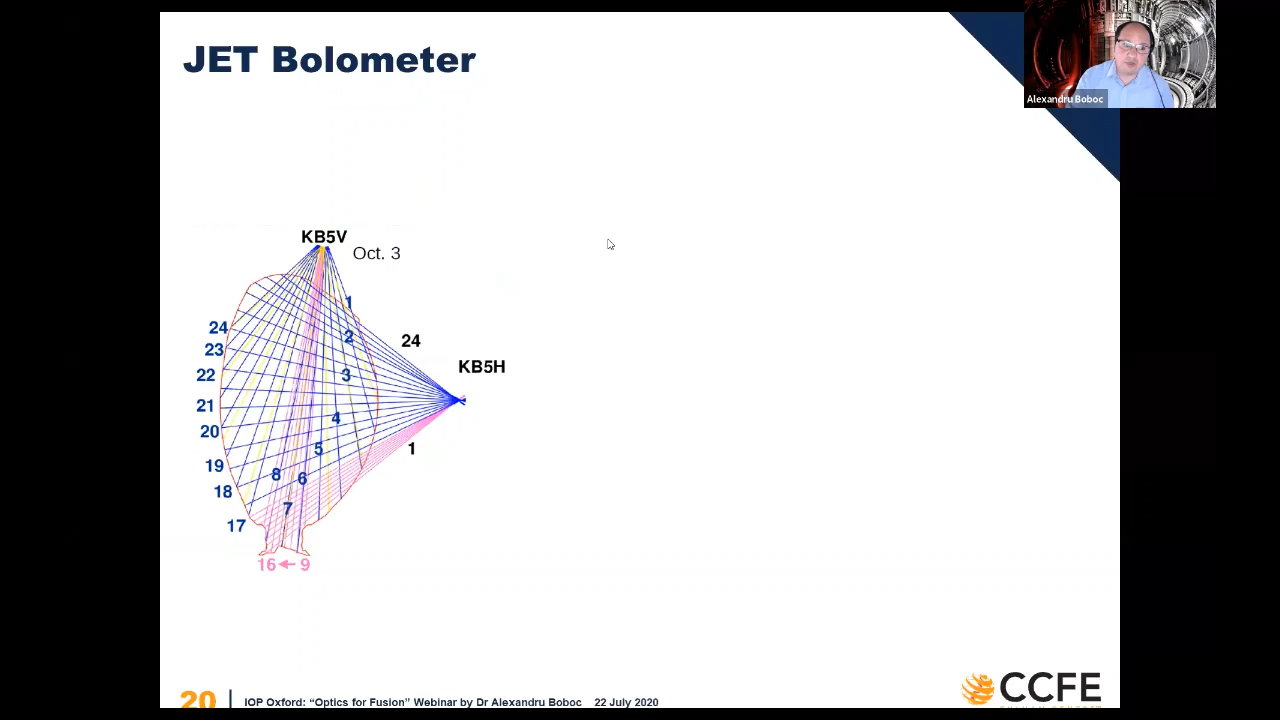 JET Bolometer
Alexandru Boboc
KB5V
Oct. 3
1
24
2
24
23
KB5H
22
3
21
4
20
5
1
19
8
6
18
7
17
16 9
20
IOP Oxford: “Optics for Fusion” Webinar by Dr Alexandru Boboc 22 July 2020
CCFE